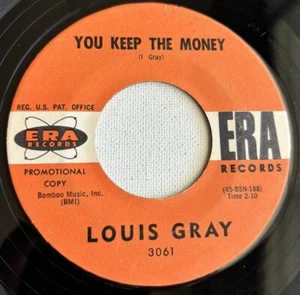 YOU KEEP THE MONEY
(I Gray)
REG. U.S. PAT. OFFICE
ERA
RECORDS
ERA
RECORDS
PROMOTIONAL
COPY
Bamboo Music, Inc.
(BMI)
(45-BSN-188)
Time 2.10
LOUIS GRAY
3061